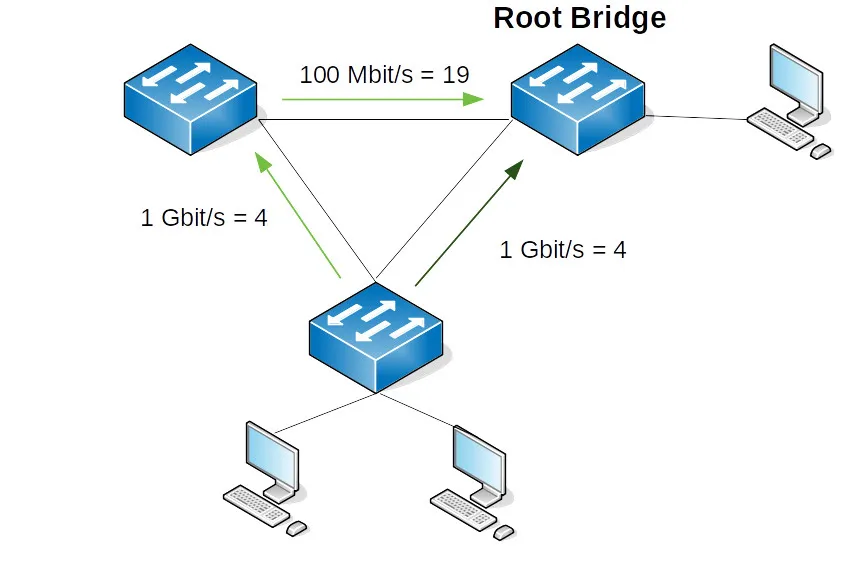 Root Bridge
100 Mbit/s = 19
1 Gbit/s = 4
1 Gbit/s = 4